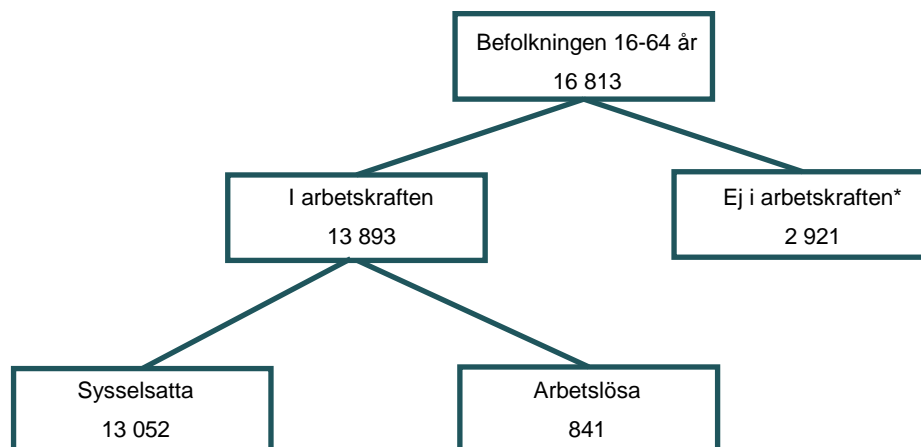 Befolkningen 16-64 år
16 813
I arbetskraften
13 893
Ej i arbetskraften*
2 921
Sysselsatta
13 052
Arbetslösa
841